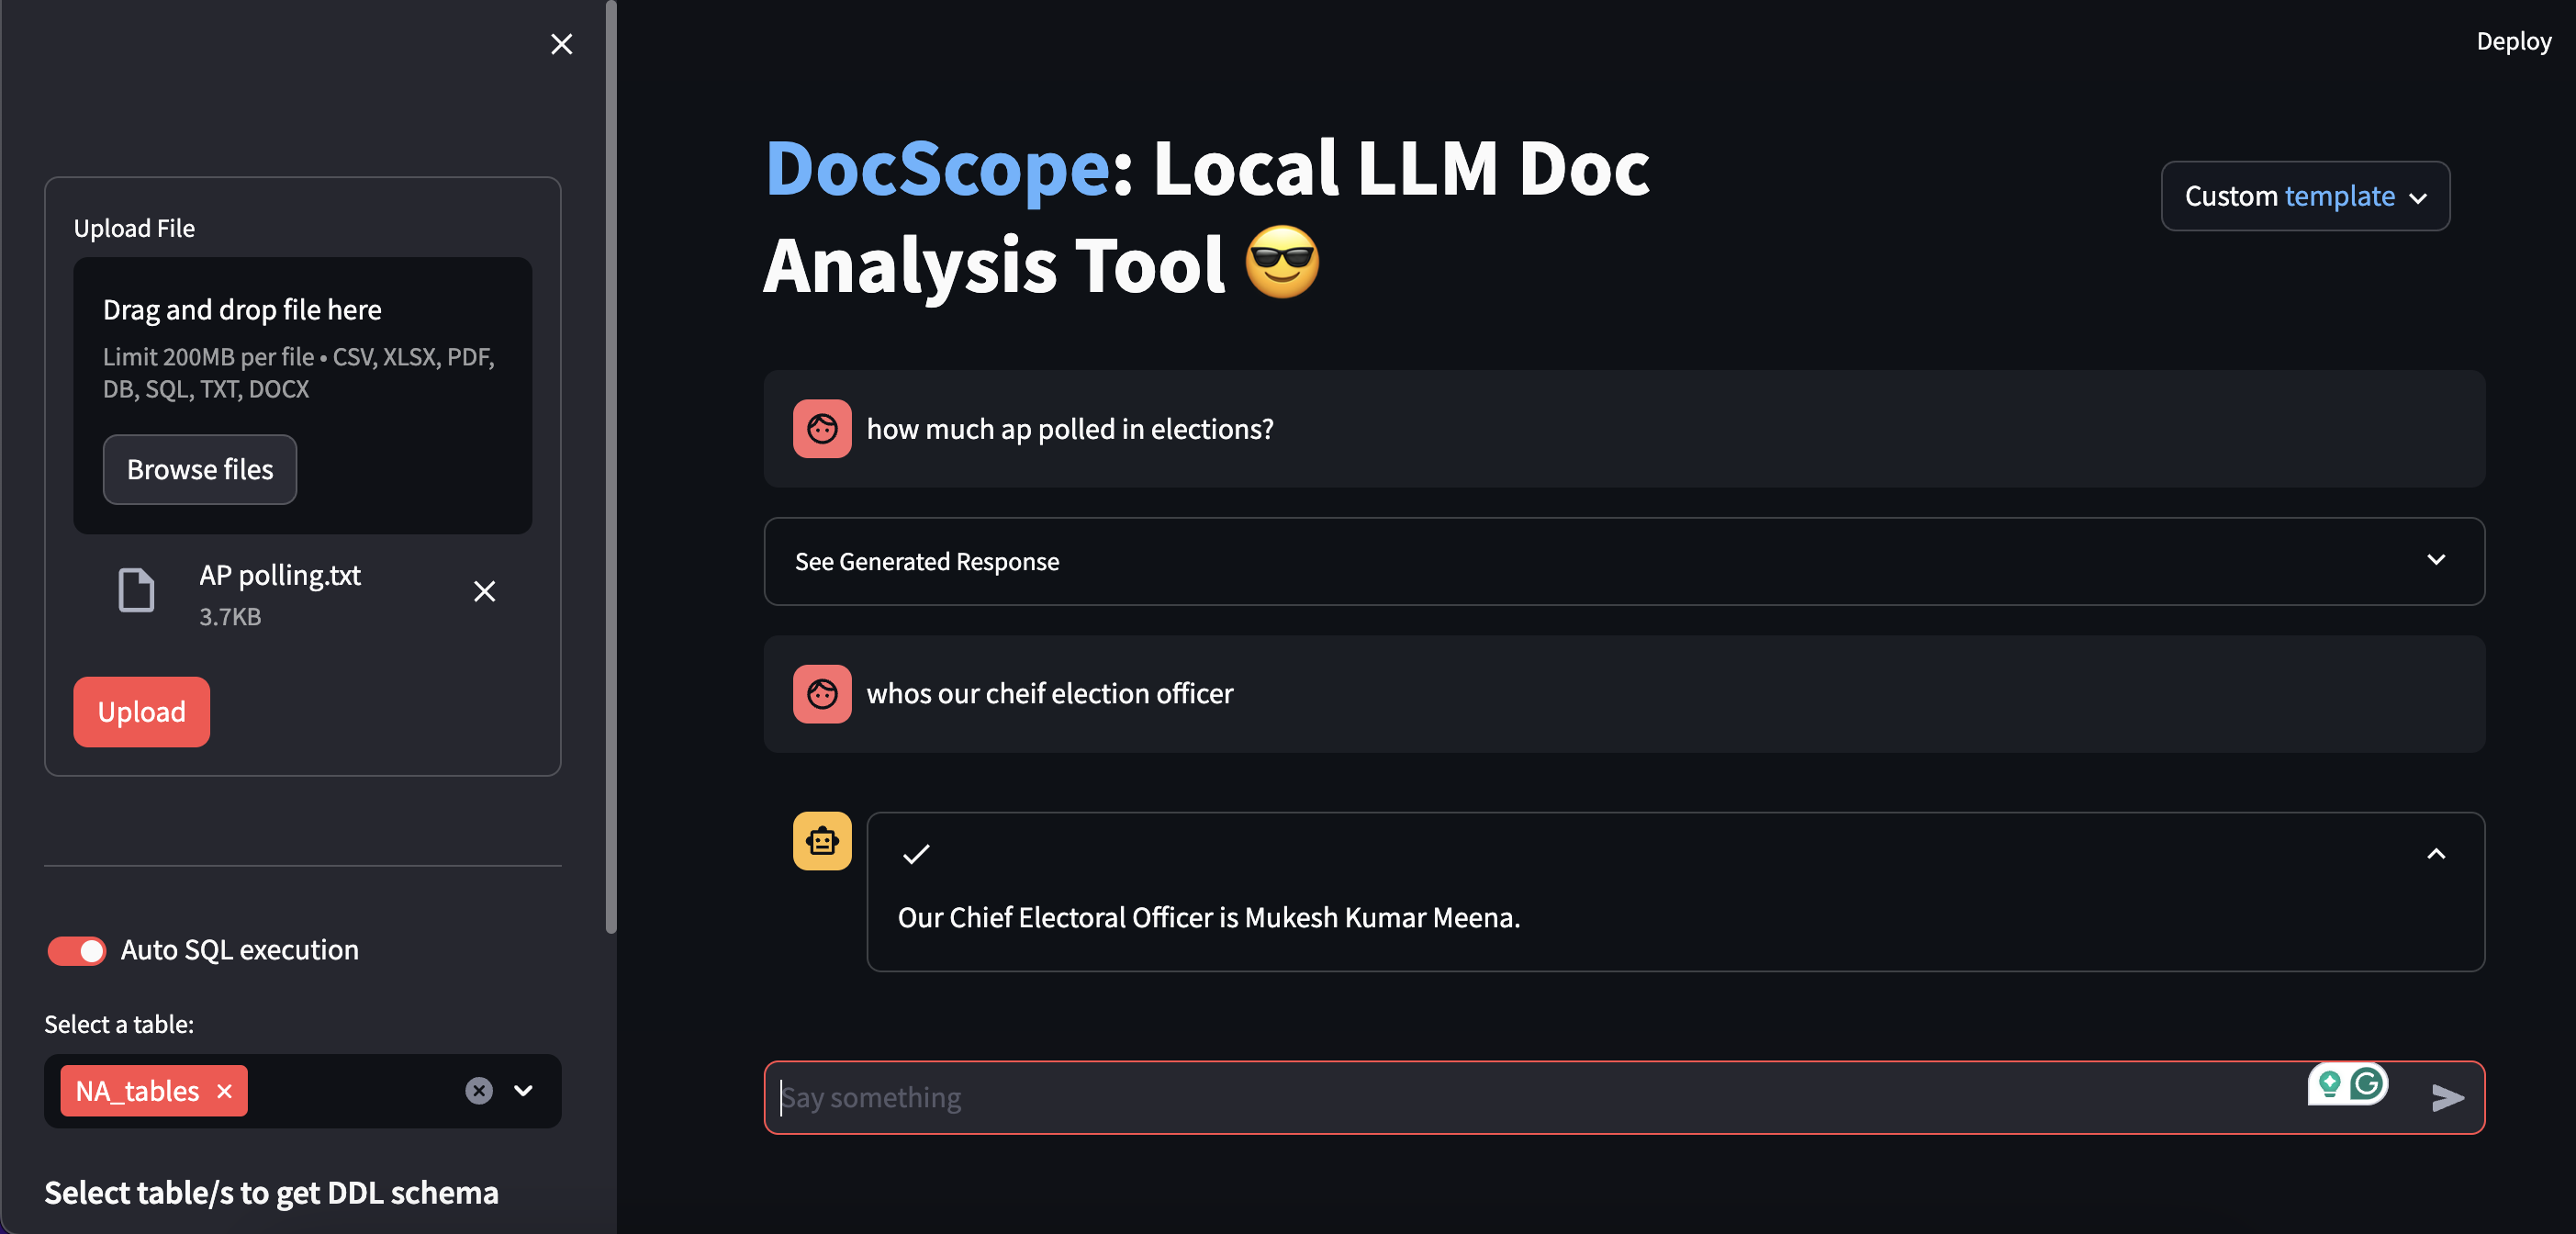 Upload File
Drag and drop file here
Limit 200MB per file • CSV, XLSX, PDF,
DB, SQL, TXT, DOCX
Browse files
AP polling.txt
3.7KB
Upload
Auto SQL execution
Select a table:
NA_tables
Select table/s to get DDL schema
Deploy
DocScope: Local LLM Doc
Analysis Tool 😎
Custom template
how much ap polled in elections?
See Generated Response
whos our cheif election officer
Our Chief Electoral Officer is Mukesh Kumar Meena.
Say something